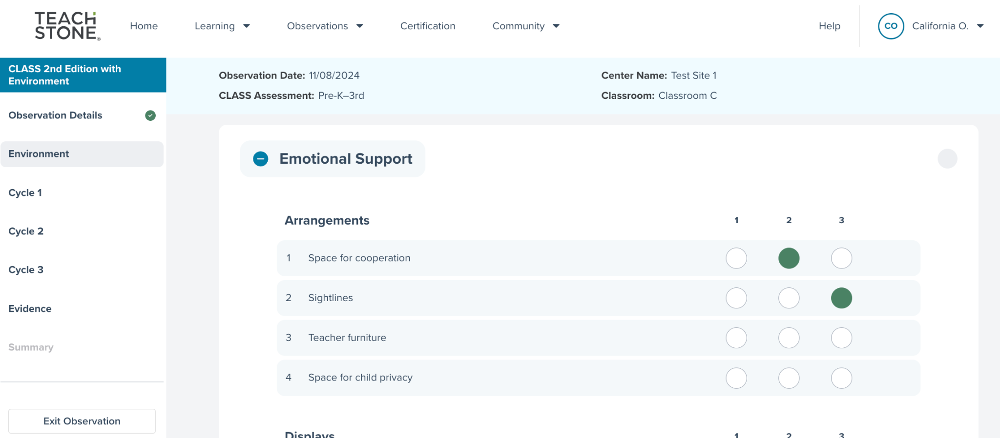 TEACH
STONE®
Home
Learning
Observations
Certification
Community
Help
CO
California O.
CLASS 2nd Edition with
Environment
Observation Date: 11/08/2024
Center Name: Test Site 1
CLASS Assessment: Pre-K–3rd
Classroom: Classroom C
Observation Details
Environment
Cycle 1
Cycle 2
Cycle 3
Evidence
Summary
Exit Observation
Emotional Support
Arrangements 1 2 3
1 Space for cooperation
2 Sightlines
3 Teacher furniture
4 Space for child privacy
Displays 1 2 3